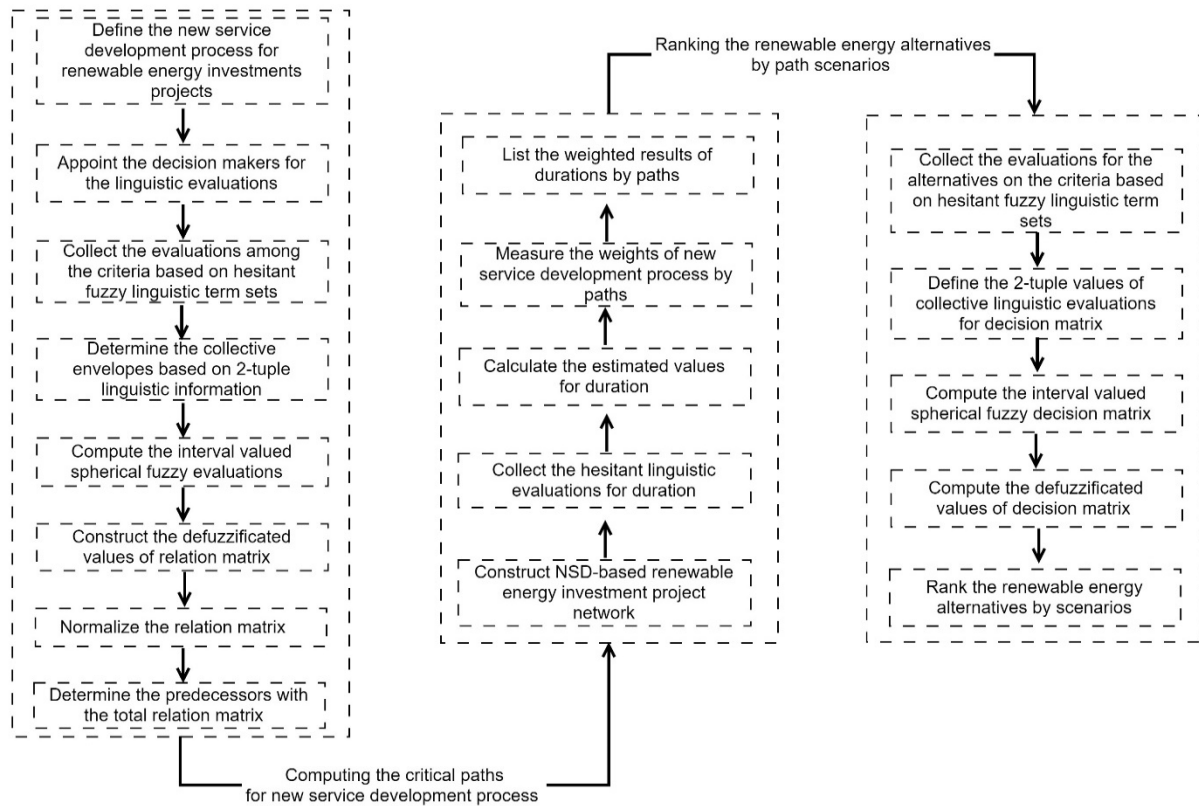 Define the new service
development process for
renewable energy investments
projects
Appoint the decision makers for
the linguistic evaluations
Collect the evaluations among
the criteria based on hesitant
fuzzy linguistic term sets
Determine the collective
envelopes based on 2-tuple
linguistic information
Compute the interval valued
spherical fuzzy evaluations
Construct the defuzzificated
values of relation matrix
Normalize the relation matrix
Determine the predecessors with
the total relation matrix
Computing the critical paths
for new service development process
Construct NSD-based renewable
energy investment project
network
Collect the hesitant linguistic
evaluations for duration
Calculate the estimated values
for duration
Measure the weights of new
service development process by
paths
List the weighted results of
durations by paths
Ranking the renewable energy alternatives
by path scenarios
Collect the evaluations for the
alternatives on the criteria based
on hesitant fuzzy linguistic term
sets
Define the 2-tuple values of
collective linguistic evaluations
for decision matrix
Compute the interval valued
spherical fuzzy decision matrix
Compute the defuzzificated
values of decision matrix
Rank the renewable energy
alternatives by scenarios